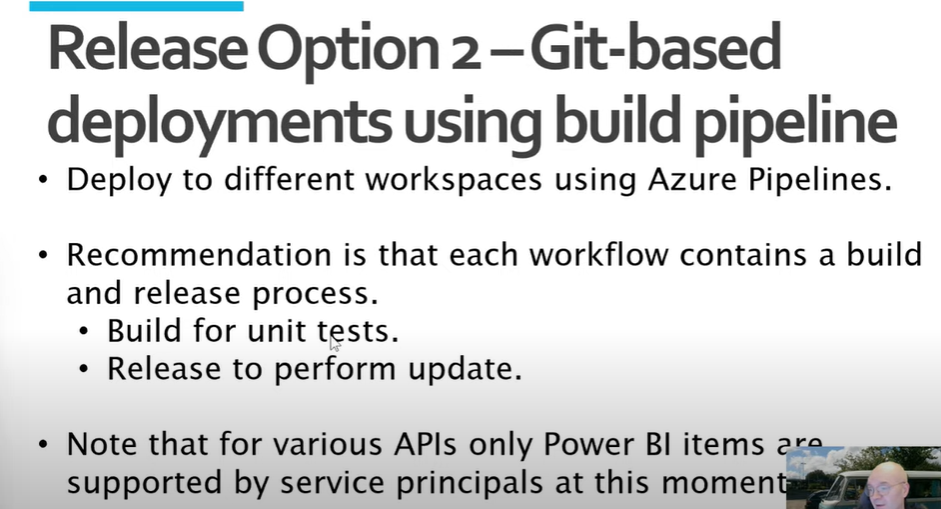 Release Option 2 – Git-based
deployments using build pipeline
• Deploy to different workspaces using Azure Pipelines.
• Recommendation is that each workflow contains a build
and release process.
• Build for unit tests.
• Release to perform update.
• Note that for various APIs only Power BI items are
supported by service principals at this moment